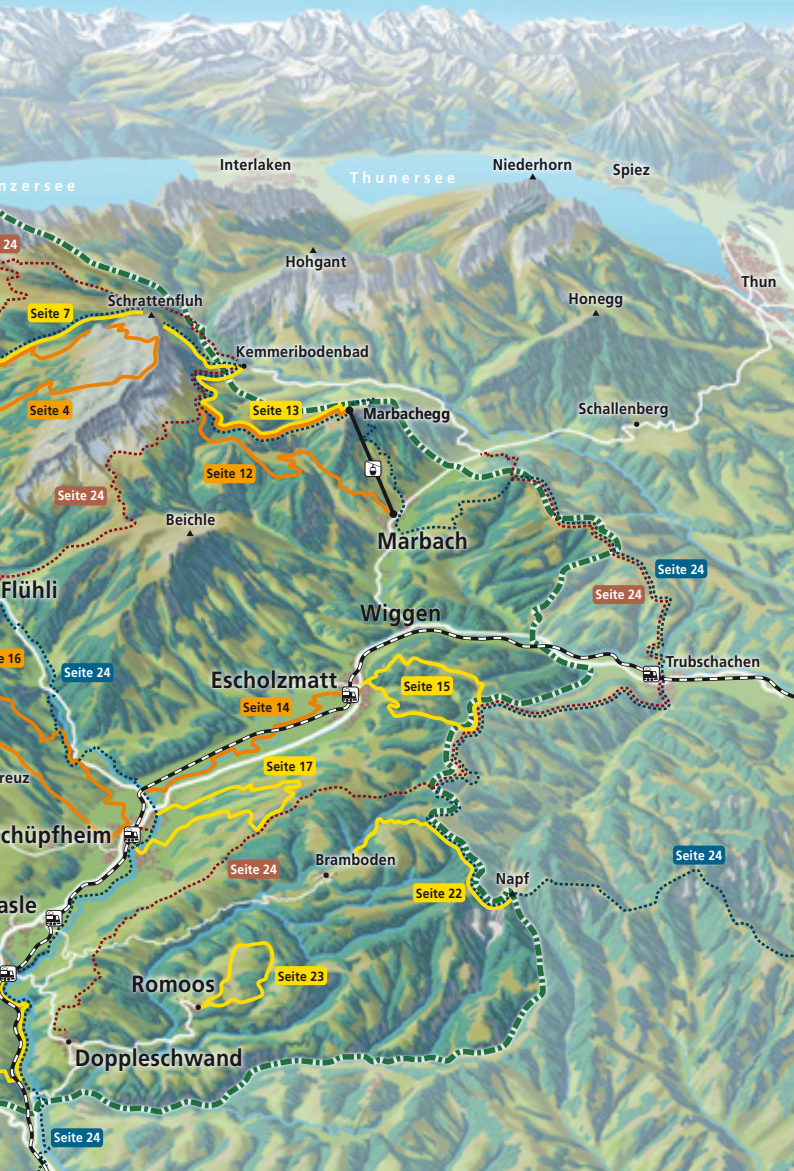 Interlaken
Niederhorn
Spiez
Thunersee
nzersee
24
Hohgant
Thun
Schrattenfluh
Honegg
Seite 7
Kemmeribodenbad
Seite 4
Seite 13
Marbachegg
Schallenberg
Seite 12
Seite 24
Beichle
Marbach
Seite 24
Flühli
Seite 24
Wiggen
e 16
Seite 24
Trubschachen
Escholzmatt
Seite 15
Seite 14
Seite 17
reuz
chüpfheim
Bramboden
Seite 24
Seite 24
Napf
Seite 22
asle
Seite 23
Romoos
Doppleschwand
Seite 24